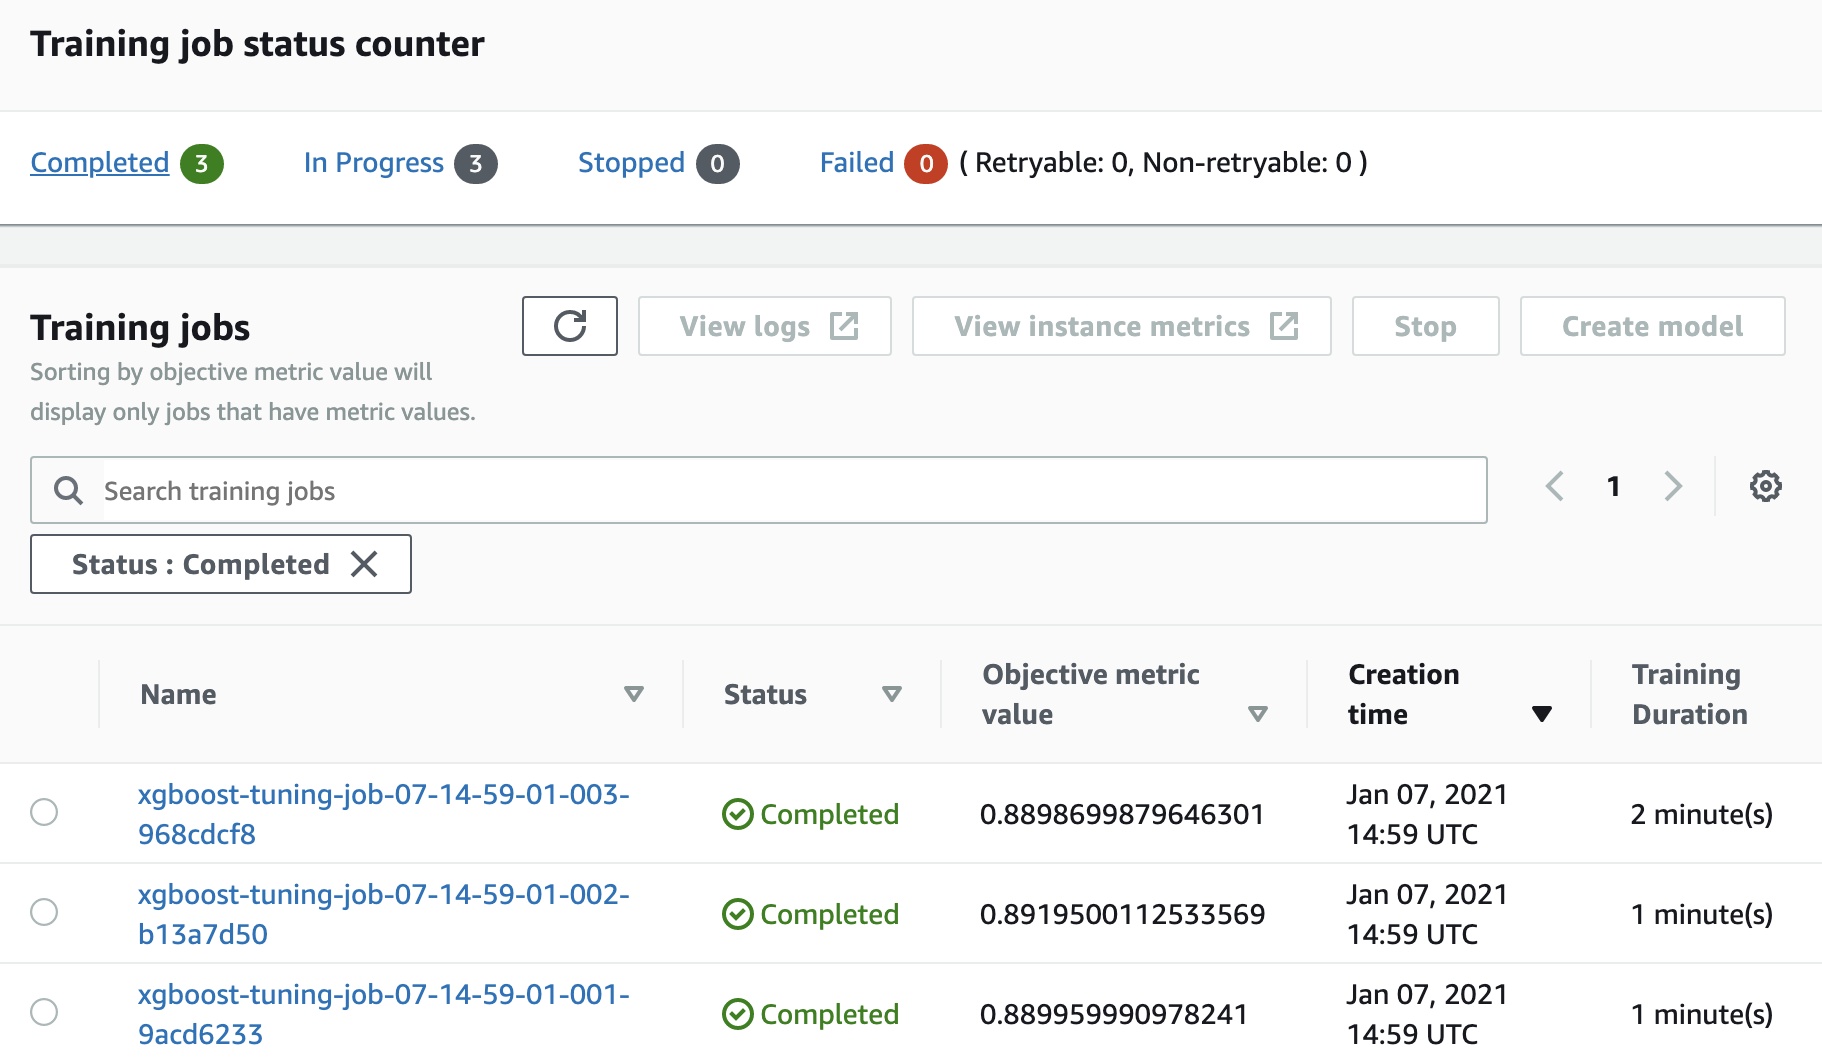 Training job status counter
Completed 3 In Progress 3 Stopped 0 Failed 0 ( Retryable: 0, Non-retryable: 0 )
Training jobs
Sorting by objective metric value will
display only jobs that have metric values.
View logs View instance metrics Stop Create model
Search training jobs
1
Status : Completed
Name Status Objective metric value Creation time Training Duration
xgboost-tuning-job-07-14-59-01-003-
968cdcf8
Completed 0.8898699879646301
Jan 07, 2021
14:59 UTC
2 minute(s)
xgboost-tuning-job-07-14-59-01-002-
b13a7d50
Completed 0.8919500112533569
Jan 07, 2021
14:59 UTC
1 minute(s)
xgboost-tuning-job-07-14-59-01-001-
9acd6233
Completed 0.889959990978241
Jan 07, 2021
14:59 UTC
1 minute(s)